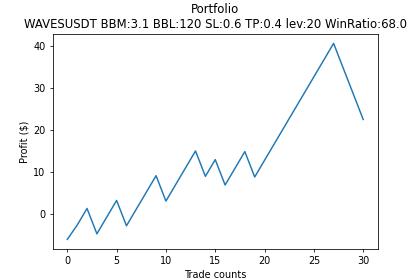 Portfolio
WAVESUSDT BBM:3.1 BBL:120 SL:0.6 TP:0.4 lev:20 WinRatio:68.0
40
30
20
10
0
Profit ($)
0 5 10 15 20 25 30
Trade counts